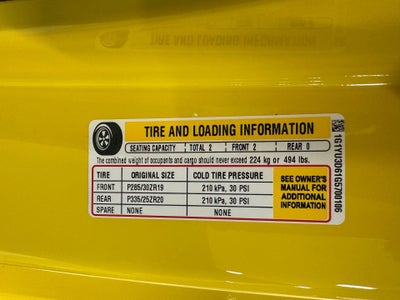 TIRE AND LOADING INFORMATION
SEATING CAPACITY TOTAL 2 FRONT 2 REAR 0
The combined weight of occupants and cargo should never exceed 224 kg or 494 lbs.
TIRE ORIGINAL SIZE COLD TIRE PRESSURE
FRONT P285/30ZR19 210 kPa, 30 PSI
REAR P335/25ZR20 210 kPa, 30 PSI
SPARE NONE NONE
SEE OWNER'S
MANUAL FOR
ADDITIONAL
INFORMATION